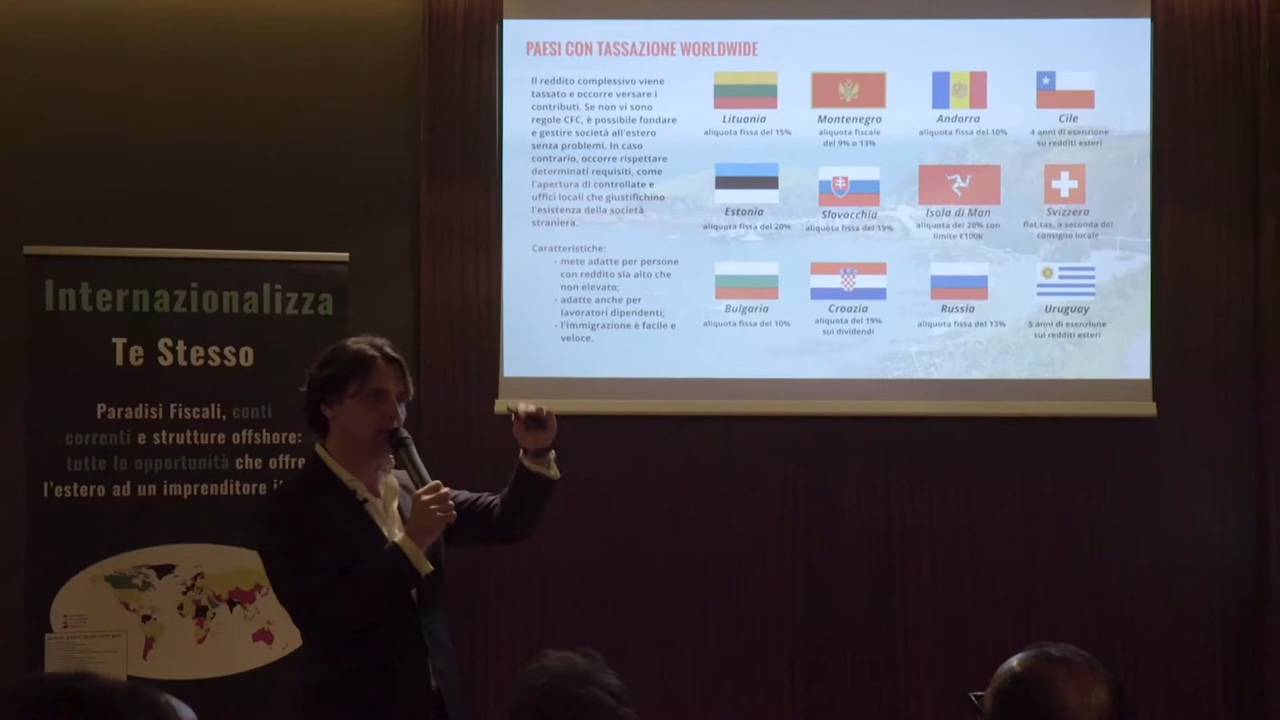 PAESI CON TASSAZIONE WORLDWIDE
Il reddito complessivo viene
tassato e occorre versare i
contributi. Se non vi sono
regole CFC, è possibile fondare
e gestire società all'estero
senza problemi. In caso
contrario, occorre rispettare
determinati requisiti, come
l'apertura di controllate e
uffici locali che giustifichino
l'esistenza della società
straniera.
Caratteristiche:
- mete adatte per persone
con reddito sia alto che
non elevato;
- adatte anche per
lavoratori dipendenti;
- l'immigrazione è facile e
veloce.
Lituania
aliquota fissa del 15%
Montenegro
aliquota fiscale
del 9% o 13%
Andorra
aliquota fissa del 10%
Cile
4 anni di esenzione
su redditi esteri
Estonia
aliquota fissa del 20%
Slovacchia
aliquota fissa del 19%
Isola di Man
aliquota del 20% con
limite €100k
Svizzera
flat tax, a seconda del
consiglio locale
Bulgaria
aliquota fissa del 10%
Croazia
aliquota del 19%
sui dividendi
Russia
aliquota fissa del 13%
Uruguay
5 anni di esenzione
sui redditi esteri
Internazionalizza
Te Stesso
Paradisi Fiscali, conti
correnti e strutture offshore:
tutte le opportunità che offre
l'estero ad un imprenditore